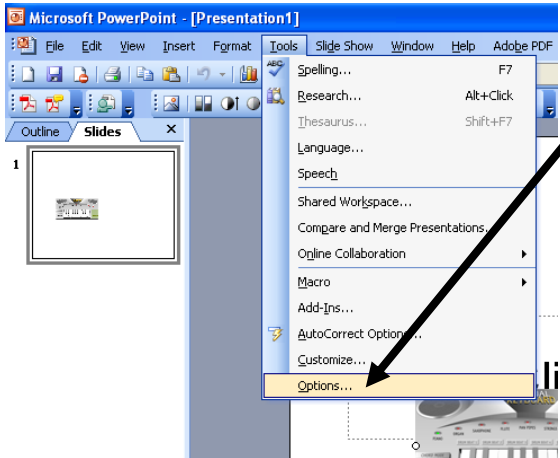 Microsoft PowerPoint - [Presentation1]
File Edit View Insert Format Tools Slide Show Window Help Adobe PDF
Outline Slides
1
ABC Spelling... F7
Research... Alt+Click
Thesaurus... Shift+F7
Language...
Speech
Shared Workspace...
Compare and Merge Presentations...
Online Collaboration
Macro
Add-Ins...
AutoCorrect Options...
Customize...
Options...
KEYBOARD